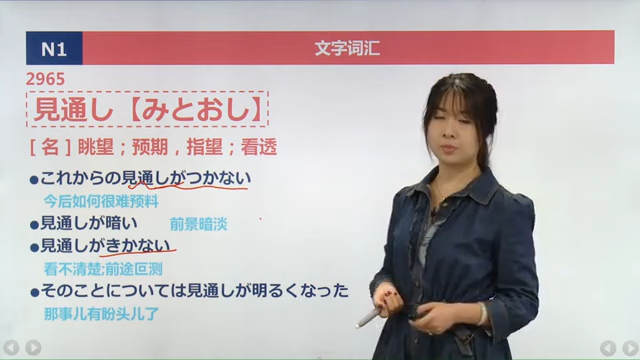 N1
文字词汇
2965
見通し【みとおし】
[ 名 ] 眺望；预期，指望；看透
●これからの見通しがつかない
今后如何很难预料
●見通しが暗い 前景暗淡
●見通しがきかない
看不清楚;前途叵测
●そのことについては見通しが明るくなった
那事儿有盼头儿了